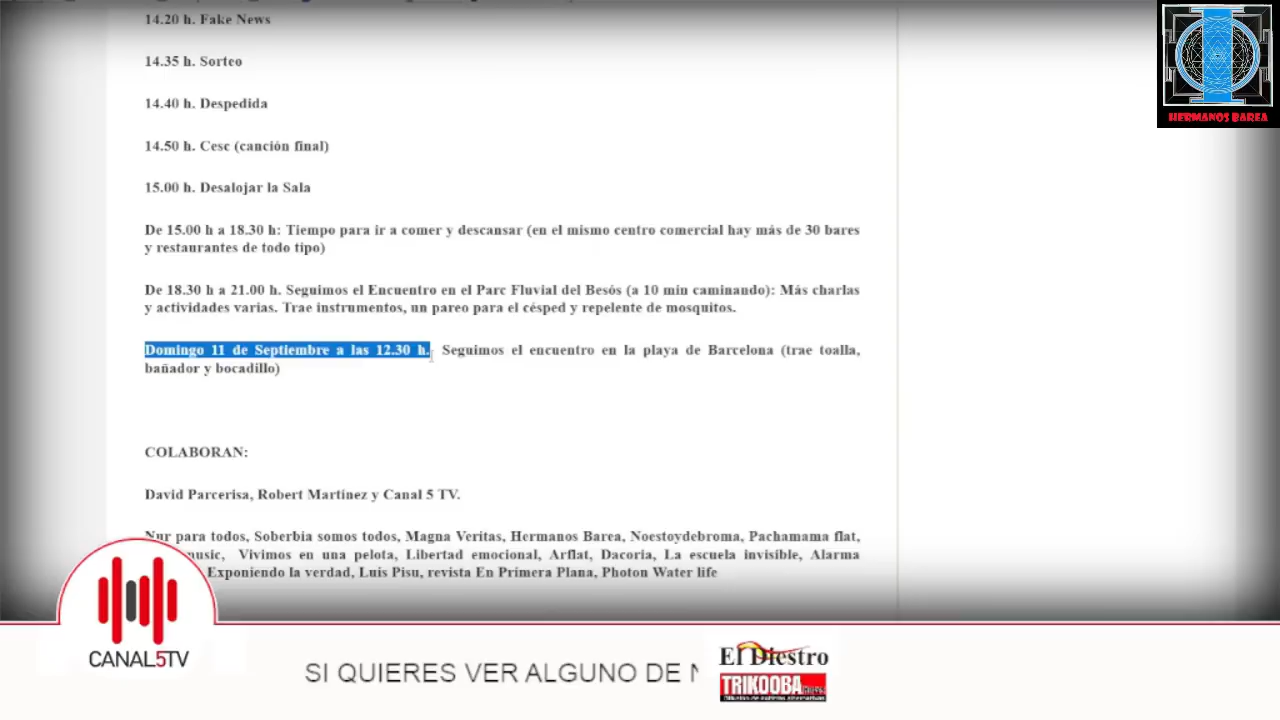 14.20 h. Fake News
14.35 h. Sorteo
14.40 h. Despedida
14.50 h. Cesc (canción final)
15.00 h. Desalojar la Sala
De 15.00 h a 18.30 h: Tiempo para ir a comer y descansar (en el mismo centro comercial hay más de 30 bares
y restaurantes de todo tipo)
De 18.30 h a 21.00 h. Seguimos el Encuentro en el Parc Fluvial del Besós (a 10 min caminando): Más charlas
y actividades varias. Trae instrumentos, un pareo para el césped y repelente de mosquitos.
Domingo 11 de Septiembre a las 12.30 h. Seguimos el encuentro en la playa de Barcelona (trae toalla,
bañador y bocadillo)
COLABORAN:
David Parcerisa, Robert Martínez y Canal 5 TV.
Nur para todos, Soberbia somos todos, Magna Veritas, Hermanos Barea, Noestoydebroma, Pachamama flat,
music, Vivimos en una pelota, Libertad emocional, Arflat, Dacoria, La escuela invisible, Alarma
Exponiendo la verdad, Luis Pisu, revista En Primera Plana, Photon Water life
HERMANOS BAREA
CANAL5TV
SI QUIERES VER ALGUNO DE
El Diestro
TRIKOOBA